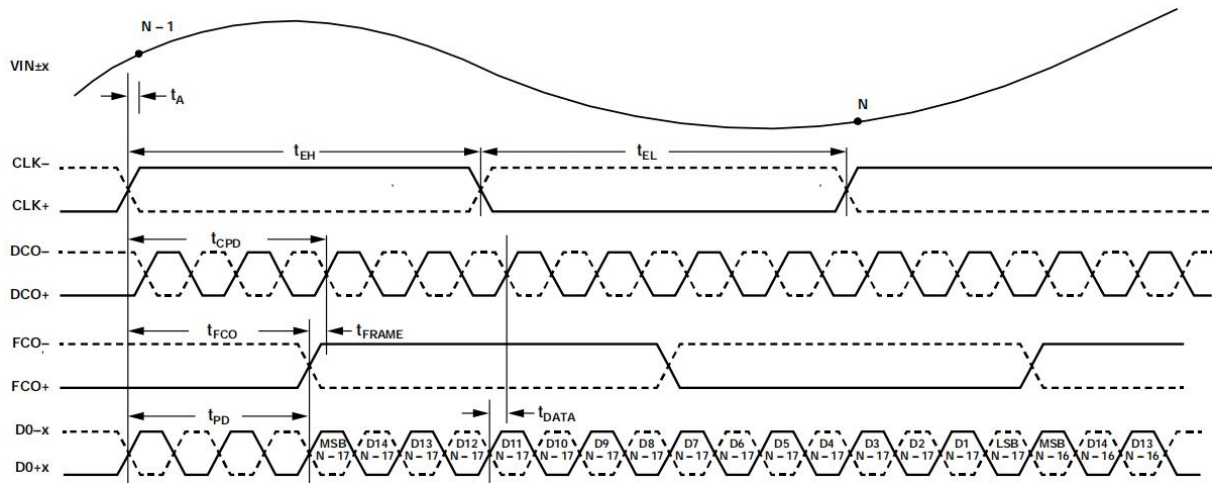 N – 1
VIN±x
tA
N
tEH
tEL
CLK–
CLK+
tCPD
DCO–
DCO+
tFCO
tFRAME
FCO–
FCO+
tPD
tDATA
D0–x
D0+x
MSB D14 D13 D12 D11 D10 D9 D8 D7 D6 D5 D4 D3 D2 D1 LSB MSB D14 D13
N – 17 N – 17 N – 17 N – 17 N – 17 N – 17 N – 17 N – 17 N – 17 N – 17 N – 17 N – 17 N – 17 N – 17 N – 17 N – 17 N – 16 N – 16 N – 16